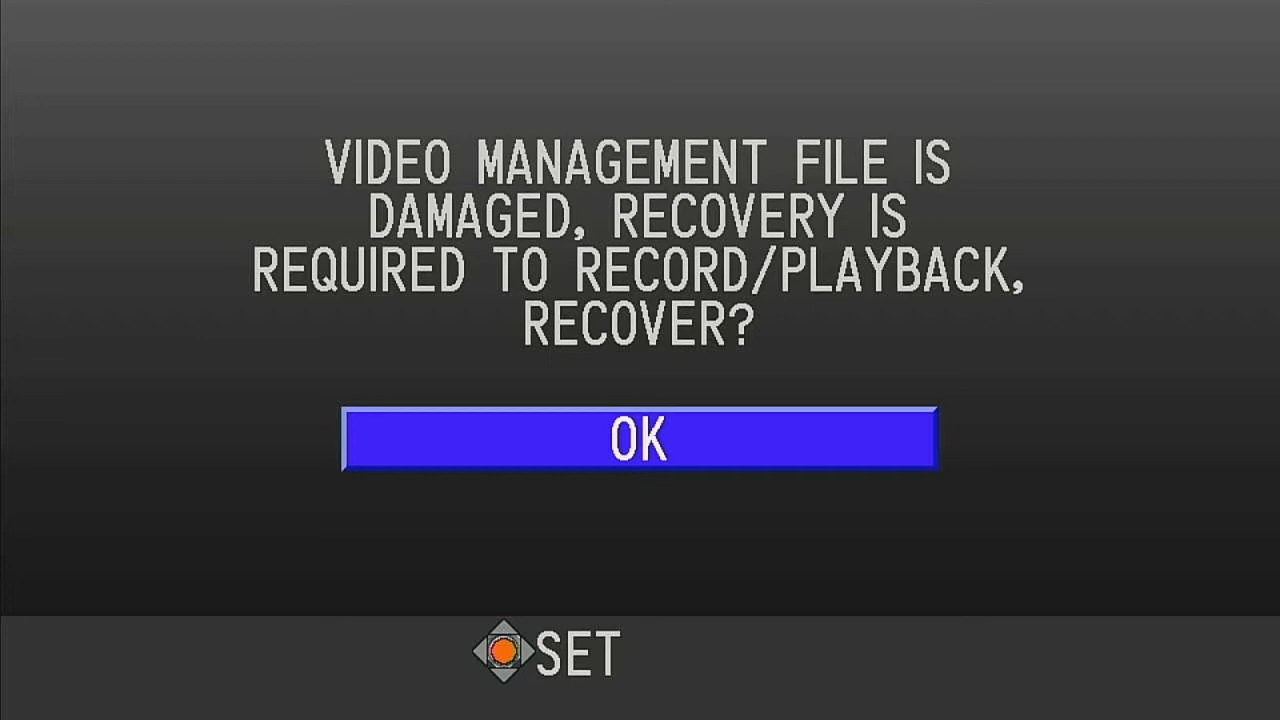 VIDEO MANAGEMENT FILE IS
DAMAGED, RECOVERY IS
REQUIRED TO RECORD/PLAYBACK,
RECOVER?
OK
SET